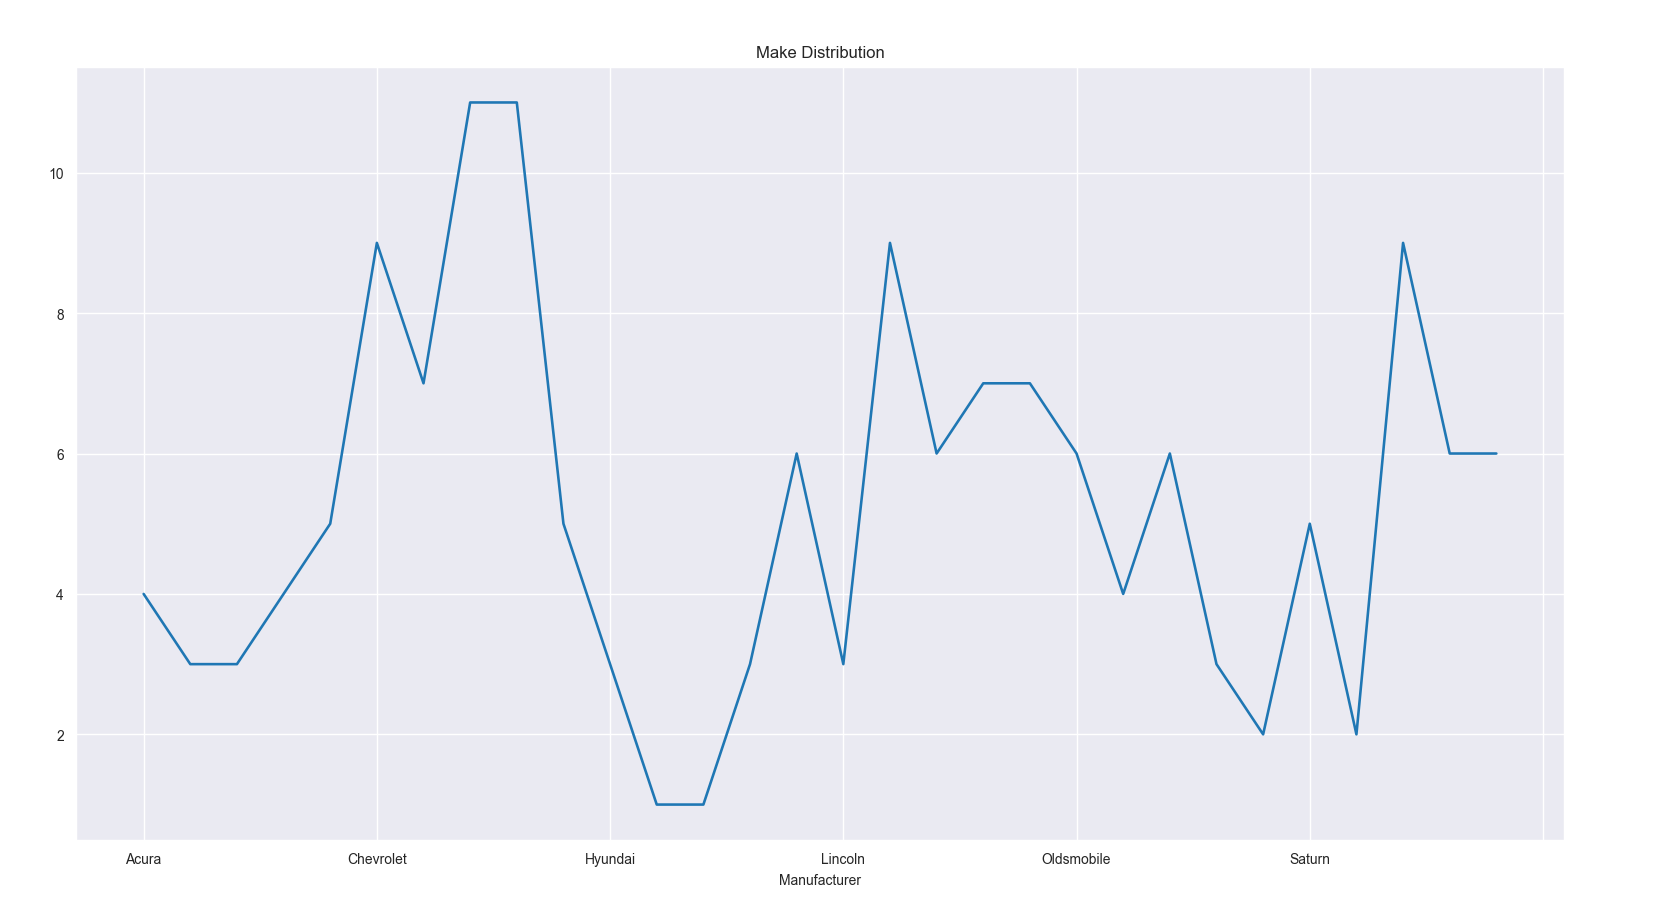 Make Distribution
10
8
6
4
2
Acura Chevrolet Hyundai Lincoln Oldsmobile Saturn
Manufacturer